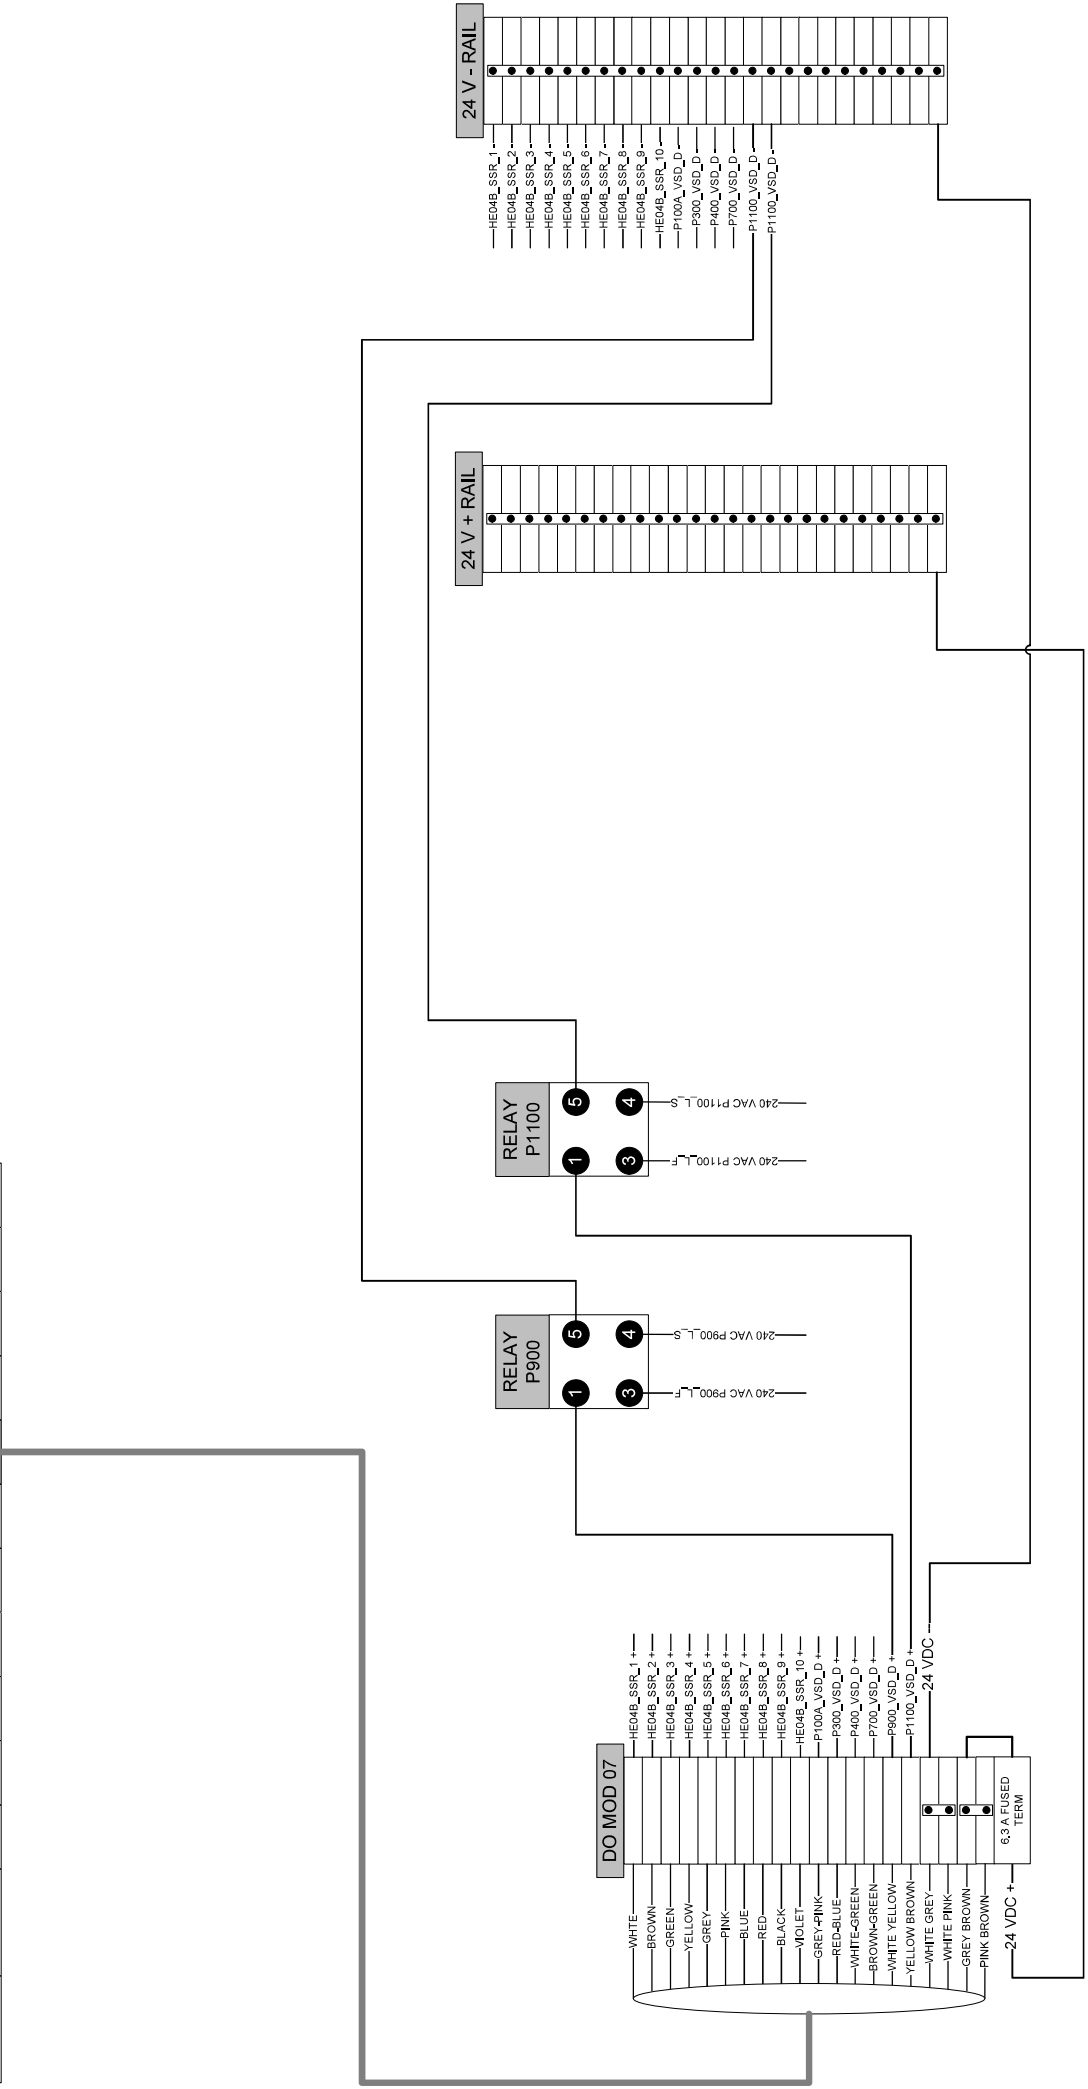 24 V - RAIL
HE04B_SSR_1 -
HE04B_SSR_2 -
HE04B_SSR_3 -
HE04B_SSR_4 -
HE04B_SSR_5 -
HE04B_SSR_6 -
HE04B_SSR_7 -
HE04B_SSR_8 -
HE04B_SSR_9 -
HE04B_SSR_10 -
P100A_VSD_D -
P300_VSD_D -
P400_VSD_D -
P700_VSD_D -
P1100_VSD_D -
P1100_VSD_D -
24 V + RAIL
RELAY
P1100
5
4
1
3
240 VAC P1100_L_S
240 VAC P1100_L_F
RELAY
P900
5
4
1
3
240 VAC P900_L_S
240 VAC P900_L_F
DO MOD 07
HE04B_SSR_1 +
HE04B_SSR_2 +
HE04B_SSR_3 +
HE04B_SSR_4 +
HE04B_SSR_5 +
HE04B_SSR_6 +
HE04B_SSR_7 +
HE04B_SSR_8 +
HE04B_SSR_9 +
HE04B_SSR_10 +
P100A_VSD_D +
P300_VSD_D +
P400_VSD_D +
P700_VSD_D +
P900_VSD_D +
P1100_VSD_D +
24 VDC -
6.3 A FUSED
TERM
WHTE
BROWN
GREEN
YELLOW
GREY
PINK
BLUE
RED
BLACK
VIOLET
GREY-PINK
RED-BLUE
WHITE-GREEN
BROWN-GREEN
WHITE YELLOW
YELLOW BROWN
WHITE GREY
WHITE PINK
GREY BROWN
PINK BROWN
24 VDC +